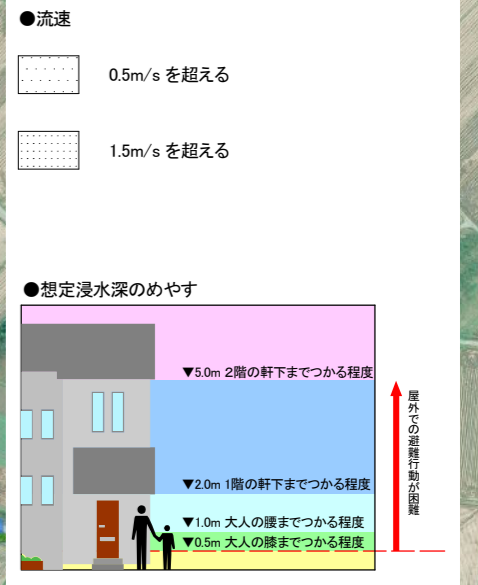 ●流速
0.5m/s を超える
1.5m/s を超える
●想定浸水深のめやす
▼5.0m 2階の軒下までつかる程度
▼2.0m 1階の軒下までつかる程度
▼1.0m 大人の腰までつかる程度
▼0.5m 大人の膝までつかる程度
屋外での避難行動が困難